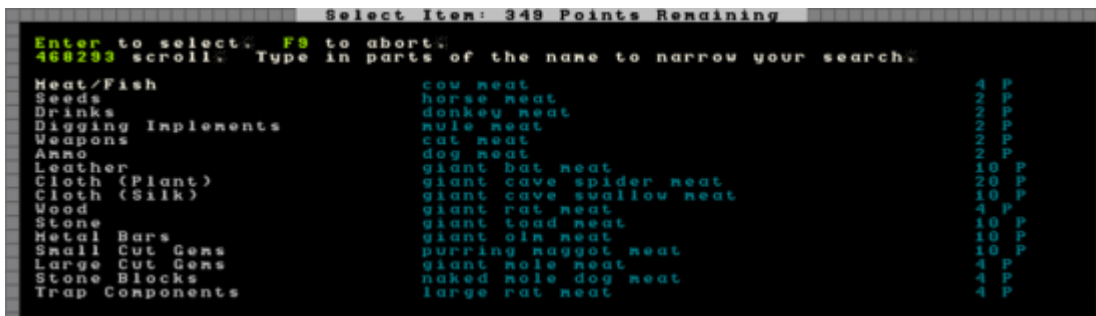 Select Item: 349 Points Remaining
Enter to select. F9 to abort.
468293 scroll. Type in parts of the name to narrow your search.
Meat/Fish cow meat 4 P
Seeds horse meat 2 P
Drinks donkey meat 2 P
Digging Implements mule meat 2 P
Weapons cat meat 2 P
Ammo dog meat 2 P
Leather giant bat meat 10 P
Cloth (Plant) giant cave spider meat 20 P
Cloth (Silk) giant cave swallow meat 10 P
Wood giant rat meat 4 P
Stone giant toad meat 10 P
Metal Bars giant olm meat 10 P
Small Cut Gems purring maggot meat 10 P
Large Cut Gems giant mole meat 4 P
Stone Blocks naked mole dog meat 4 P
Trap Components large rat meat 4 P